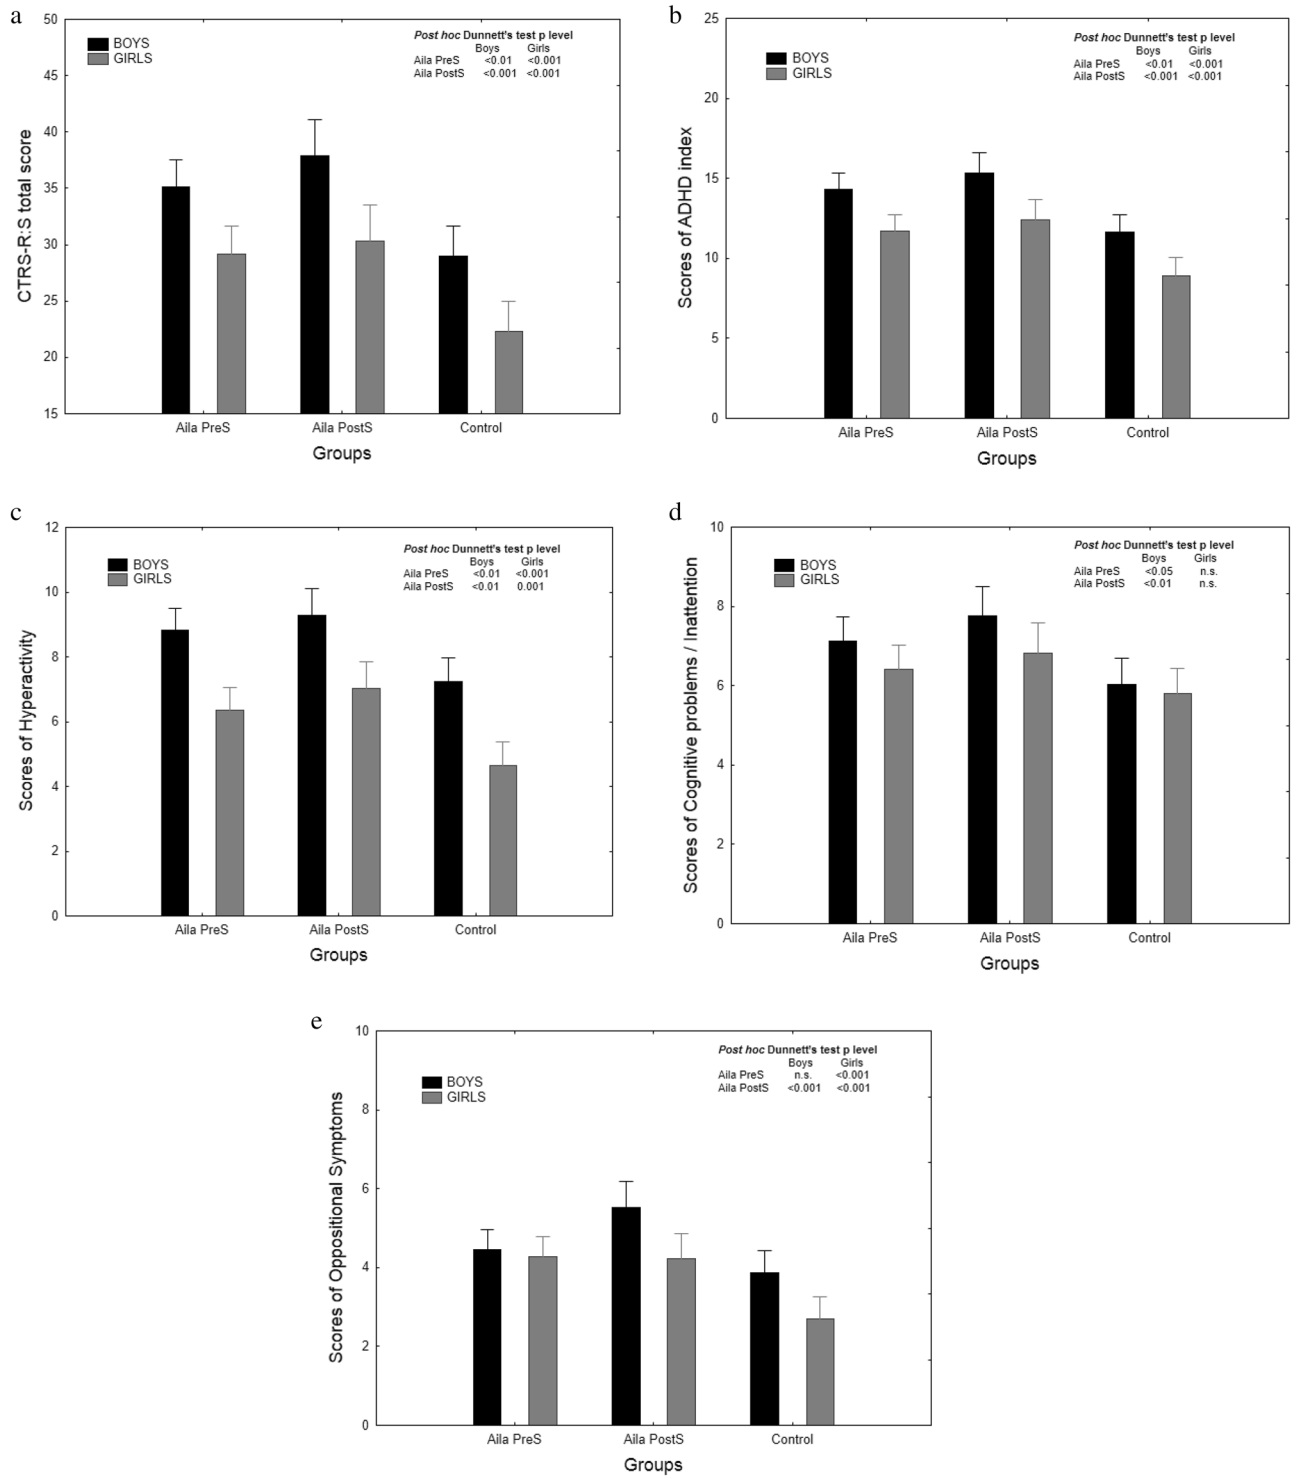 a
50
45
40
35
30
25
20
15
CTRS-R:S total score
BOYS
GIRLS
Post hoc Dunnett's test p level
Boys Girls
Aila PreS <0.01 <0.001
Aila PostS <0.001 <0.001
Aila PreS Aila PostS Control
Groups
b
25
20
15
10
5
0
Scores of ADHD index
BOYS
GIRLS
Post hoc Dunnett's test p level
Boys Girls
Aila PreS <0.01 <0.001
Aila PostS <0.001 <0.001
Aila PreS Aila PostS Control
Groups
c
12
10
8
6
4
2
0
Scores of Hyperactivity
BOYS
GIRLS
Post hoc Dunnett's test p level
Boys Girls
Aila PreS <0.01 <0.001
Aila PostS <0.01 0.001
Aila PreS Aila PostS Control
Groups
d
10
8
6
4
2
0
Scores of Cognitive problems / Inattention
BOYS
GIRLS
Post hoc Dunnett's test p level
Boys Girls
Aila PreS <0.05 n.s.
Aila PostS <0.01 n.s.
Aila PreS Aila PostS Control
Groups
e
10
8
6
4
2
0
Scores of Oppositional Symptoms
BOYS
GIRLS
Post hoc Dunnett's test p level
Boys Girls
Aila PreS n.s. <0.001
Aila PostS <0.001 <0.001
Aila PreS Aila PostS Control
Groups